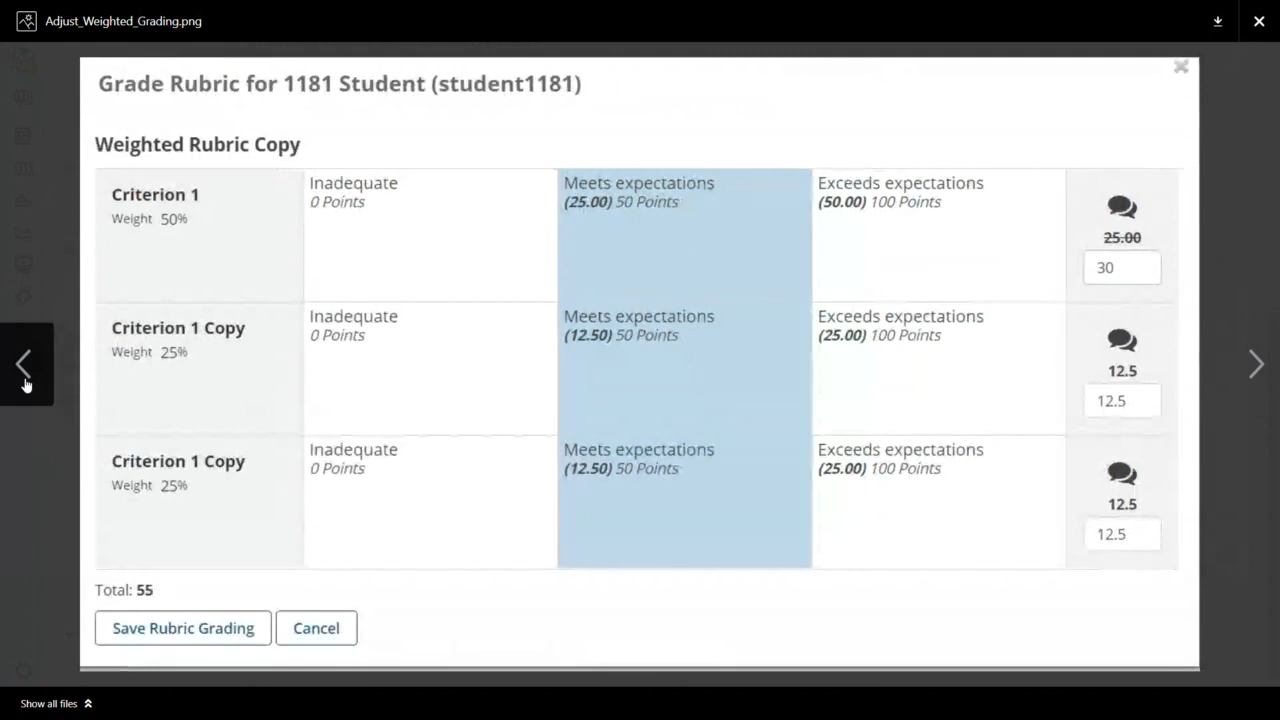 Adjust_Weighted_Grading.png
Grade Rubric for 1181 Student (student1181)
Weighted Rubric Copy
Criterion 1
Weight 50%
Inadequate
0 Points
Meets expectations
(25.00) 50 Points
Exceeds expectations
(50.00) 100 Points
25.00
30
Criterion 1 Copy
Weight 25%
Inadequate
0 Points
Meets expectations
(12.50) 50 Points
Exceeds expectations
(25.00) 100 Points
12.5
12.5
Criterion 1 Copy
Weight 25%
Inadequate
0 Points
Meets expectations
(12.50) 50 Points
Exceeds expectations
(25.00) 100 Points
12.5
12.5
Total: 55
Save Rubric Grading
Cancel
Show all files